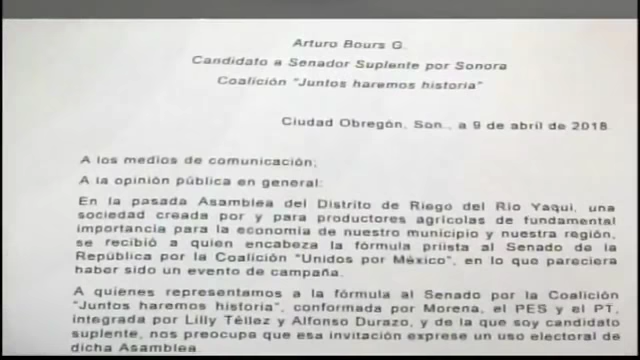 Arturo Bours G.
Candidato a Senador Suplente por Sonora
Coalición "Juntos haremos historia"
Ciudad Obregón, Son., a 9 de abril de 2018.
A los medios de comunicación;
A la opinión pública en general:
En la pasada Asamblea del Distrito de Riego del Río Yaqui, una
sociedad creada por y para productores agrícolas de fundamental
importancia para la economía de nuestro municipio y nuestra región,
se recibió a quien encabeza la fórmula priista al Senado de la
República por la Coalición "Unidos por México", en lo que pareciera
haber sido un evento de campaña.
A quienes representamos a la fórmula al Senado por la Coalición
"Juntos haremos historia", conformada por Morena, el PES y el PT,
integrada por Lilly Téllez y Alfonso Durazo, y de la que soy candidato
suplente, nos preocupa que esa invitación exprese un uso electoral de
dicha Asamblea.